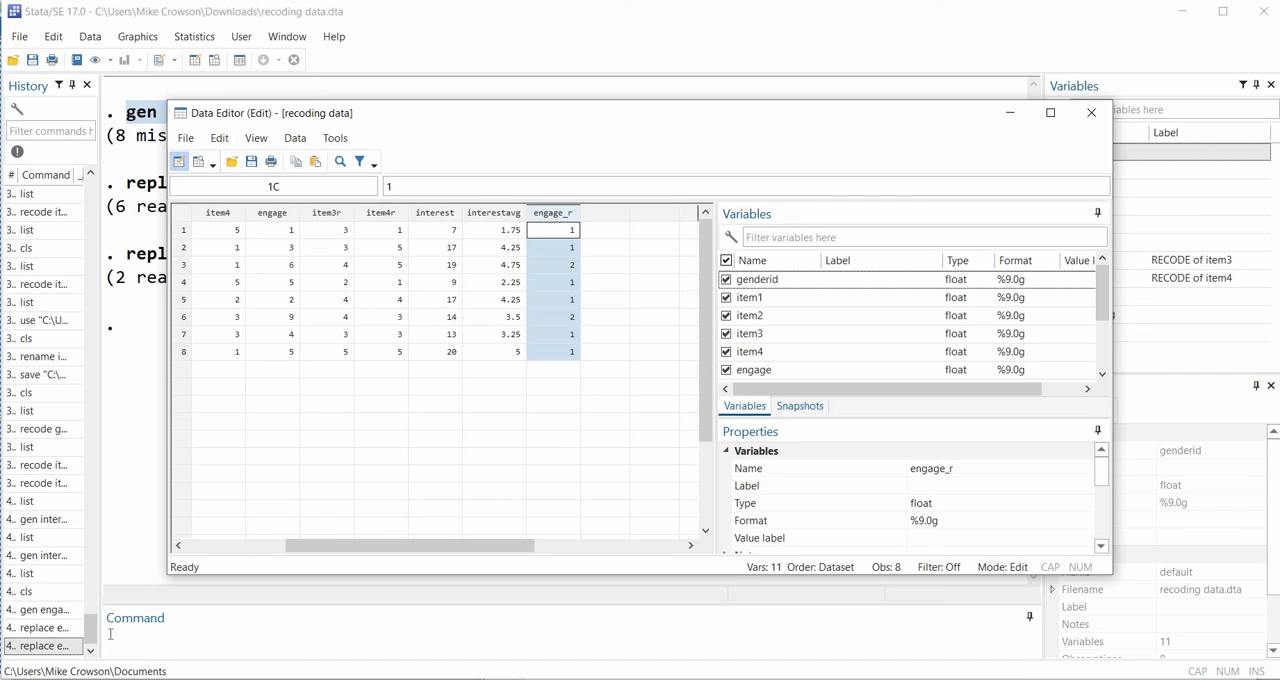 Stata/SE 17.0 - C:\Users\Mike Crowson\Downloads\recoding data.dta
File Edit Data Graphics Statistics User Window Help
History
Filter commands h
# Command
3.. list
3.. recode it...
3.. list
3.. cls
3.. list
3.. recode it...
3.. list
3.. use "C:\U...
3.. cls
3.. rename i...
3.. save "C:\...
3.. cls
3.. list
3.. recode g...
3.. list
3.. recode it...
3.. recode it...
4.. list
4.. gen inter...
4.. list
4.. gen inter...
4.. list
4.. cls
4.. gen enga...
4.. replace e...
4.. replace e...
. gen
(8 mis
. repl
(6 rea
. repl
(2 rea
.
Data Editor (Edit) - [recoding data]
File Edit View Data Tools
1C 1
item4 engage item3r item4r interest interestavg engage_r
1 5 1 3 1 7 1.75 1
2 1 3 3 5 17 4.25 1
3 1 6 4 5 19 4.75 2
4 5 5 2 1 9 2.25 1
5 2 2 4 4 17 4.25 1
6 3 9 4 3 14 3.5 2
7 3 4 3 3 13 3.25 1
8 1 5 5 5 20 5 1
Variables
Filter variables here
Name Label Type Format Value l
genderid float %9.0g
item1 float %9.0g
item2 float %9.0g
item3 float %9.0g
item4 float %9.0g
engage float %9.0g
Variables Snapshots
Properties
Variables
Name engage_r
Label
Type float
Format %9.0g
Value label
Ready Vars: 11 Order: Dataset Obs: 8 Filter: Off Mode: Edit CAP NUM
Variables
iables here
Label
RECODE of item3
RECODE of item4
genderid
float
%9.0g
default
Filename recoding data.dta
Label
Notes
Variables 11
Command
C:\Users\Mike Crowson\Documents
CAP NUM INS